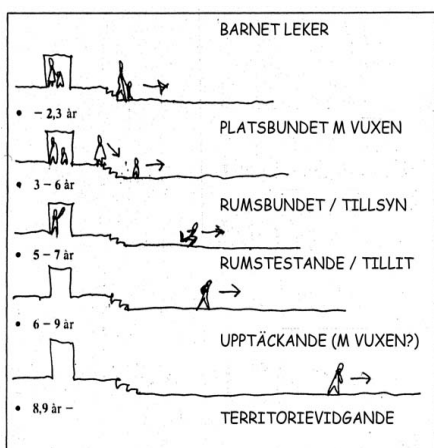 BARNET LEKER
• – 2,3 år
PLATSBUNDET M VUXEN
• 3 – 6 år
RUMSBUNDET / TILLSYN
• 5 – 7 år
RUMSTESTANDE / TILLIT
• 6 – 9 år
UPPTÄCKANDE (M VUXEN?)
• 8,9 år –
TERRITORIEVIDGANDE